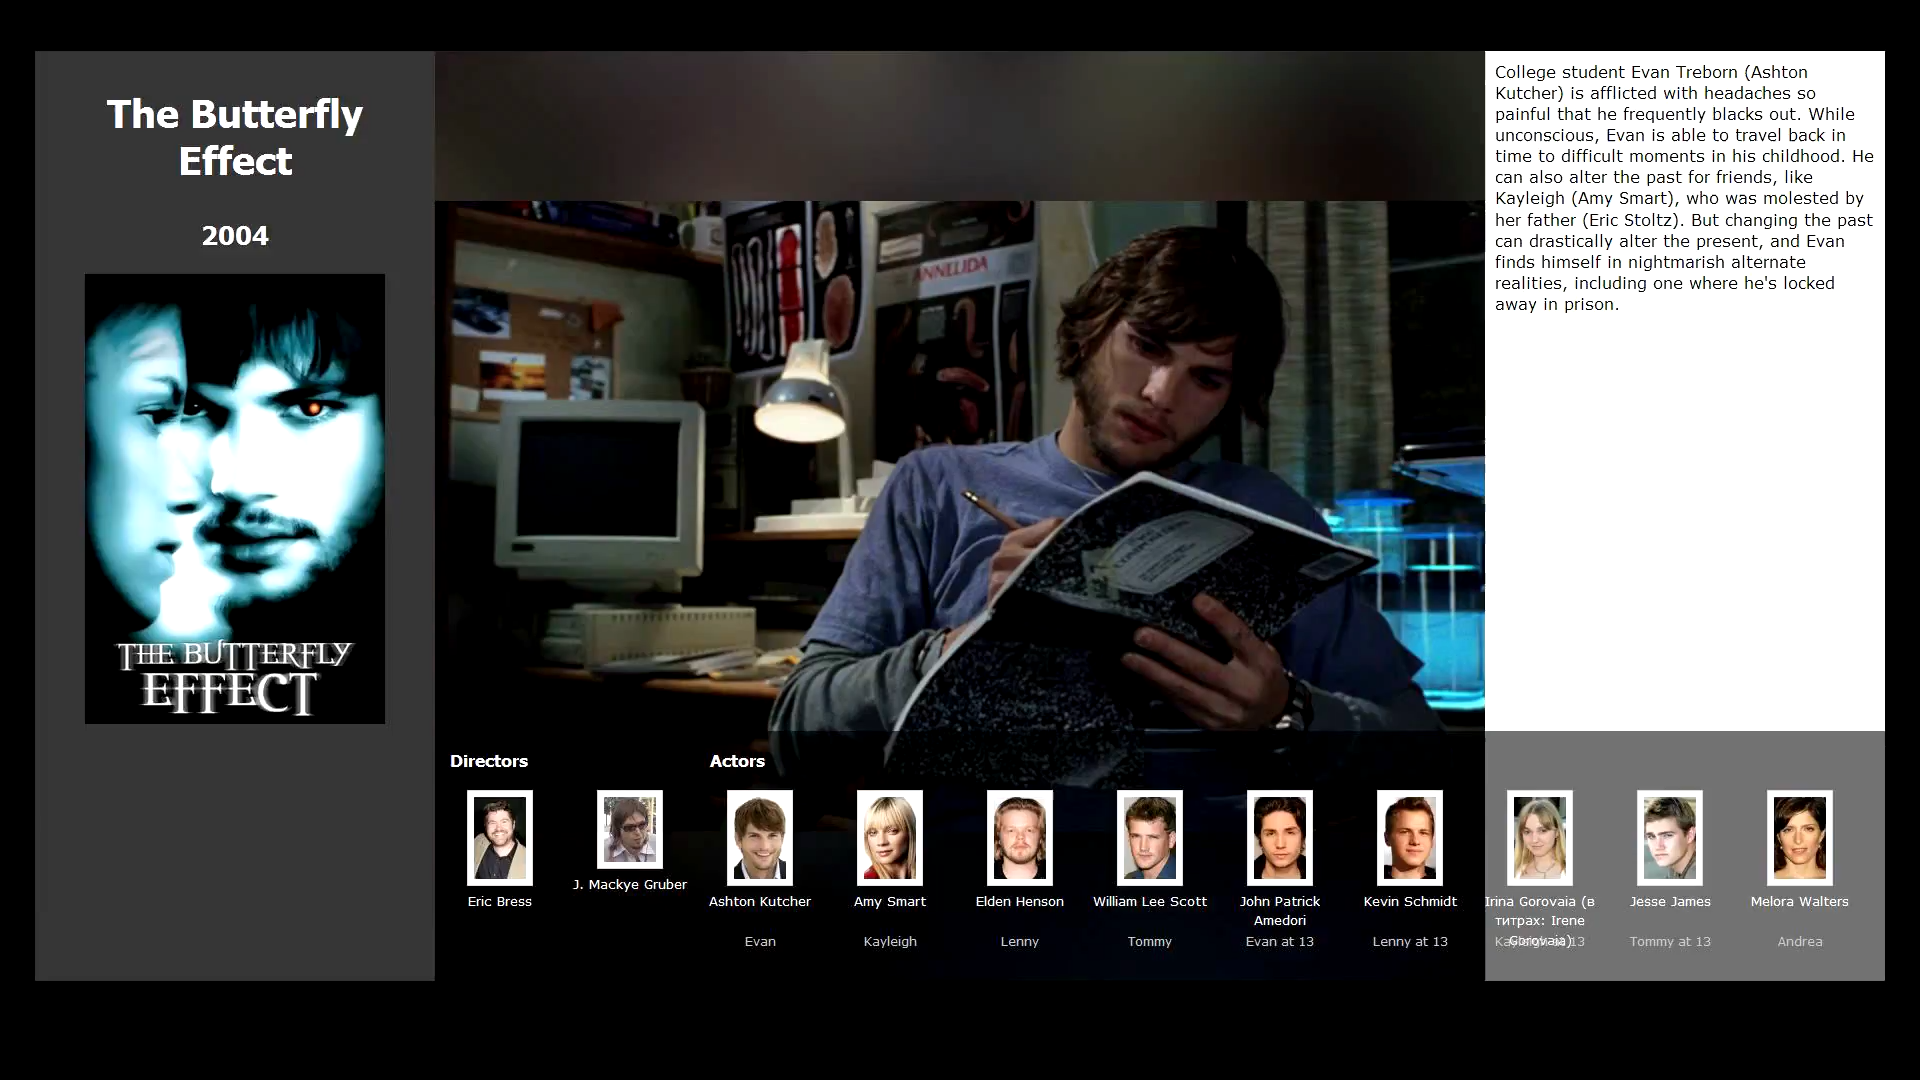 The Butterfly
Effect
2004
THE BUTTERFLY
EFFECT
ANNELIDA
College student Evan Treborn (Ashton
Kutcher) is afflicted with headaches so
painful that he frequently blacks out. While
unconscious, Evan is able to travel back in
time to difficult moments in his childhood. He
can also alter the past for friends, like
Kayleigh (Amy Smart), who was molested by
her father (Eric Stoltz). But changing the past
can drastically alter the present, and Evan
finds himself in nightmarish alternate
realities, including one where he's locked
away in prison.
Directors
Actors
Eric Bress
J. Mackye Gruber
Ashton Kutcher
Evan
Amy Smart
Kayleigh
Elden Henson
Lenny
William Lee Scott
Tommy
John Patrick
Amedori
Evan at 13
Kevin Schmidt
Lenny at 13
Irina Gorovaia (в
титрах: Irene
Gorovaia)
Kayleigh at 13
Jesse James
Tommy at 13
Melora Walters
Andrea